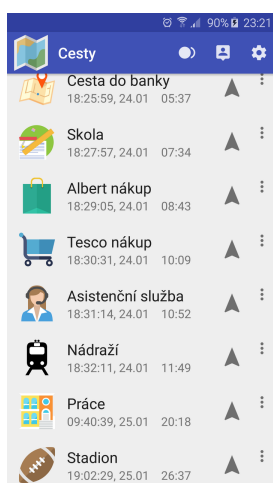 90% 23:21
Cesty
Cesta do banky
18:25:59, 24.01 05:37
Skola
18:27:57, 24.01 07:34
Albert nákup
18:29:05, 24.01 08:43
Tesco nákup
18:30:31, 24.01 10:09
Asistenční služba
18:31:14, 24.01 10:52
Nádraží
18:32:11, 24.01 11:49
Práce
09:40:39, 25.01 20:18
Stadion
19:02:29, 25.01 26:37